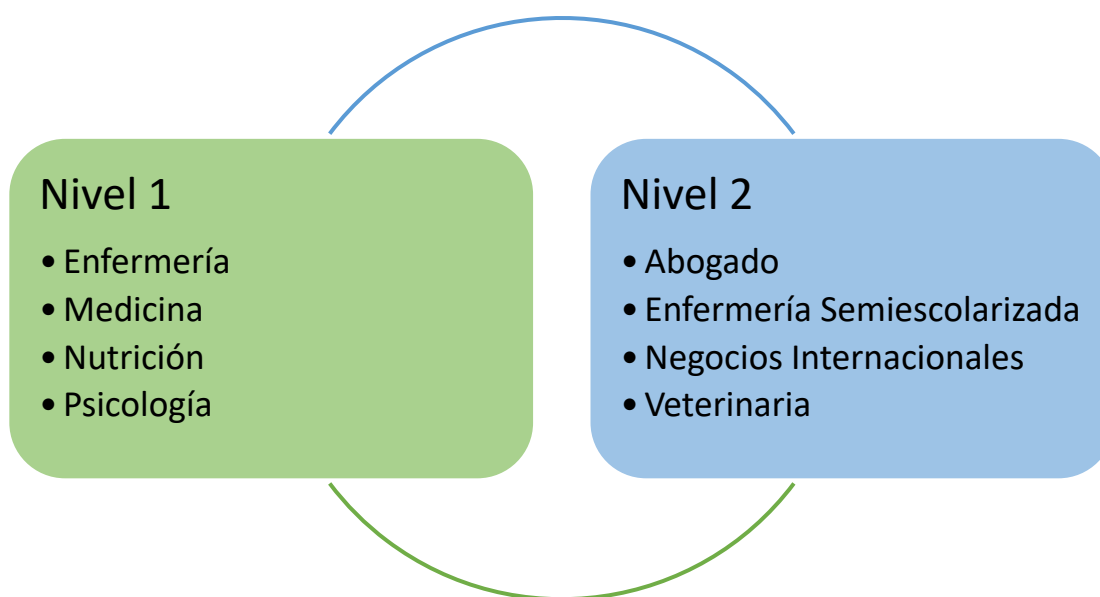 Nivel 1
• Enfermería
• Medicina
• Nutrición
• Psicología
Nivel 2
• Abogado
• Enfermería Semiescolarizada
• Negocios Internacionales
• Veterinaria